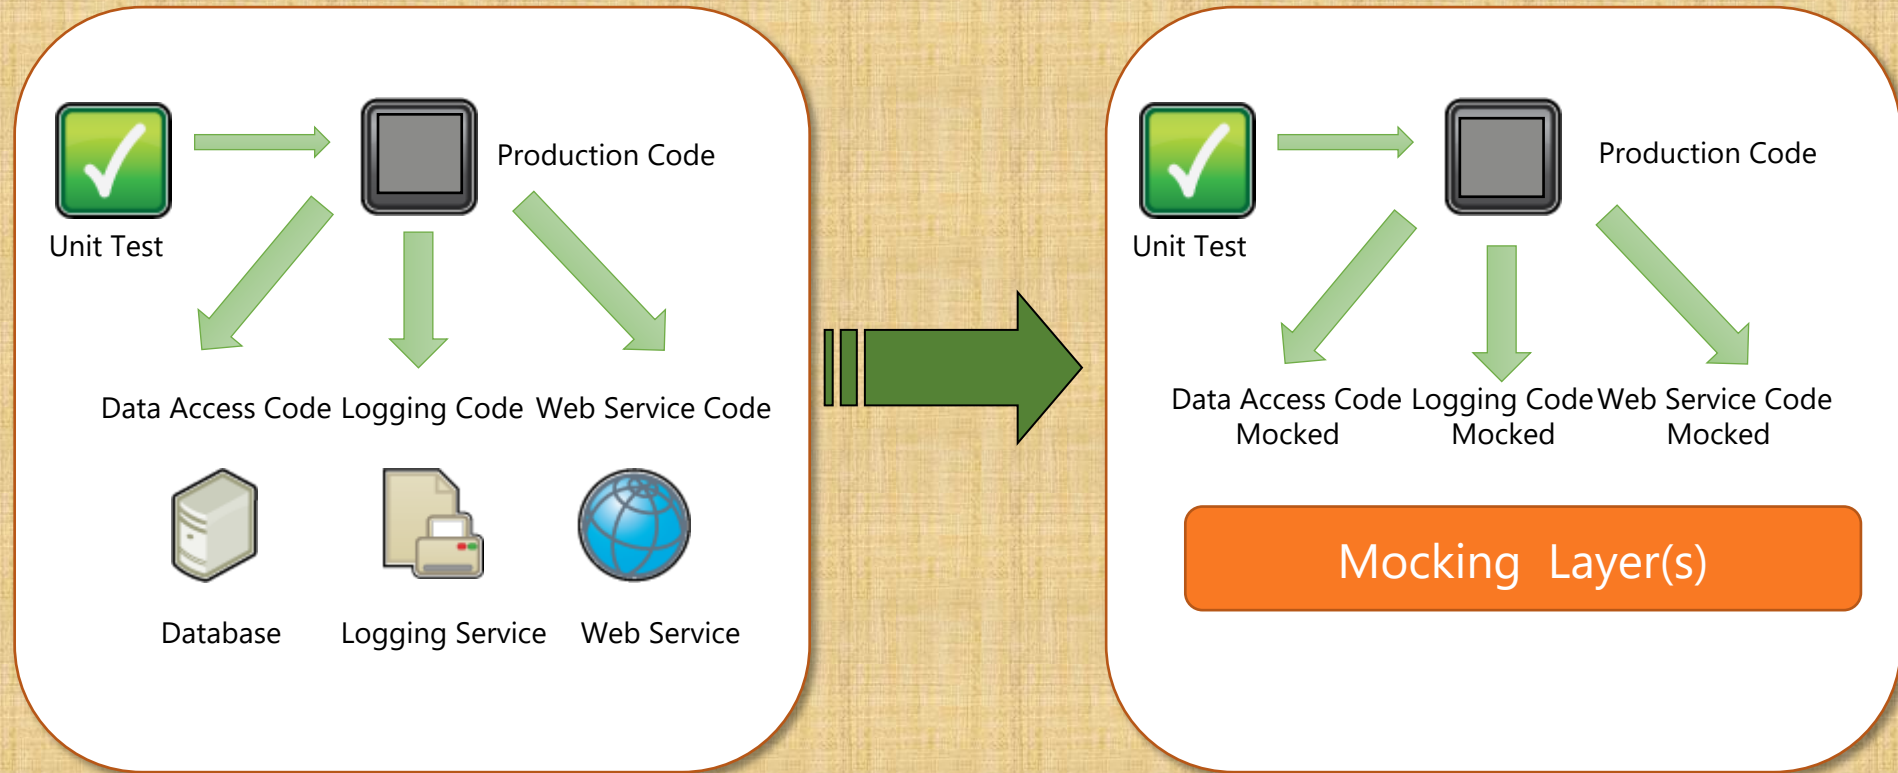 Production Code
Unit Test
Data Access Code Logging Code Web Service Code
Database Logging Service Web Service
Production Code
Unit Test
Data Access Code Logging Code Web Service Code
Mocked Mocked Mocked
Mocking Layer(s)